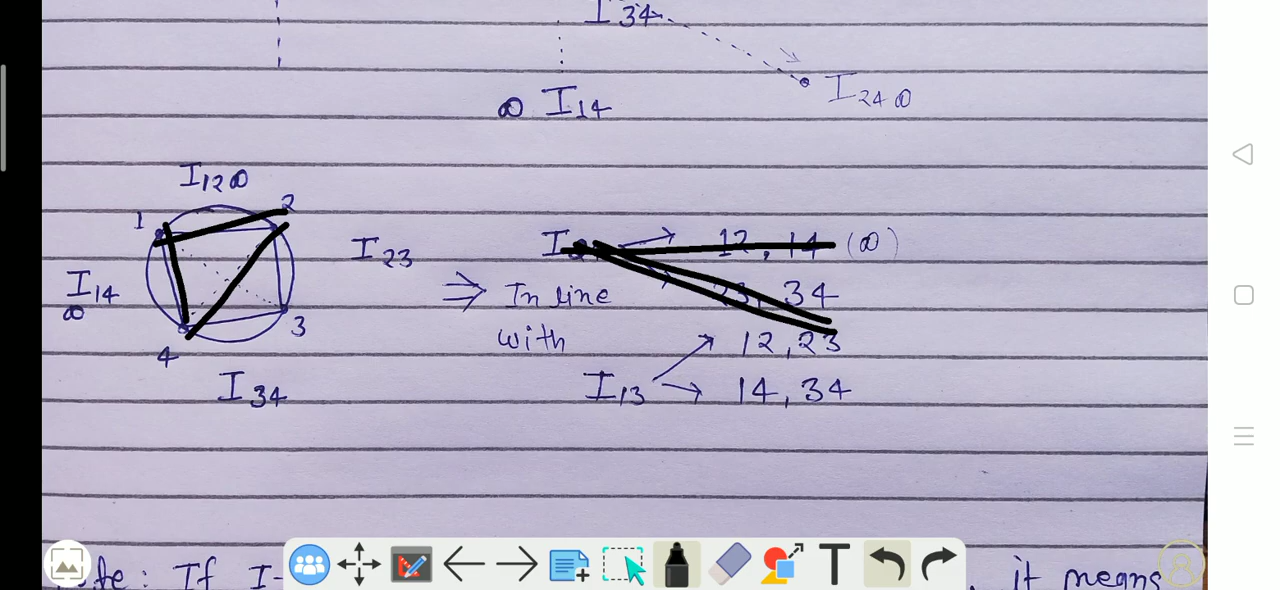 I34
I24∞
∞ I14
I12∞
1
2
I23
12, 14 (∞)
I14
∞
⇒ In line
34
with
12, 23
3
4
I34
I13
14, 34
: If I-
it means
T